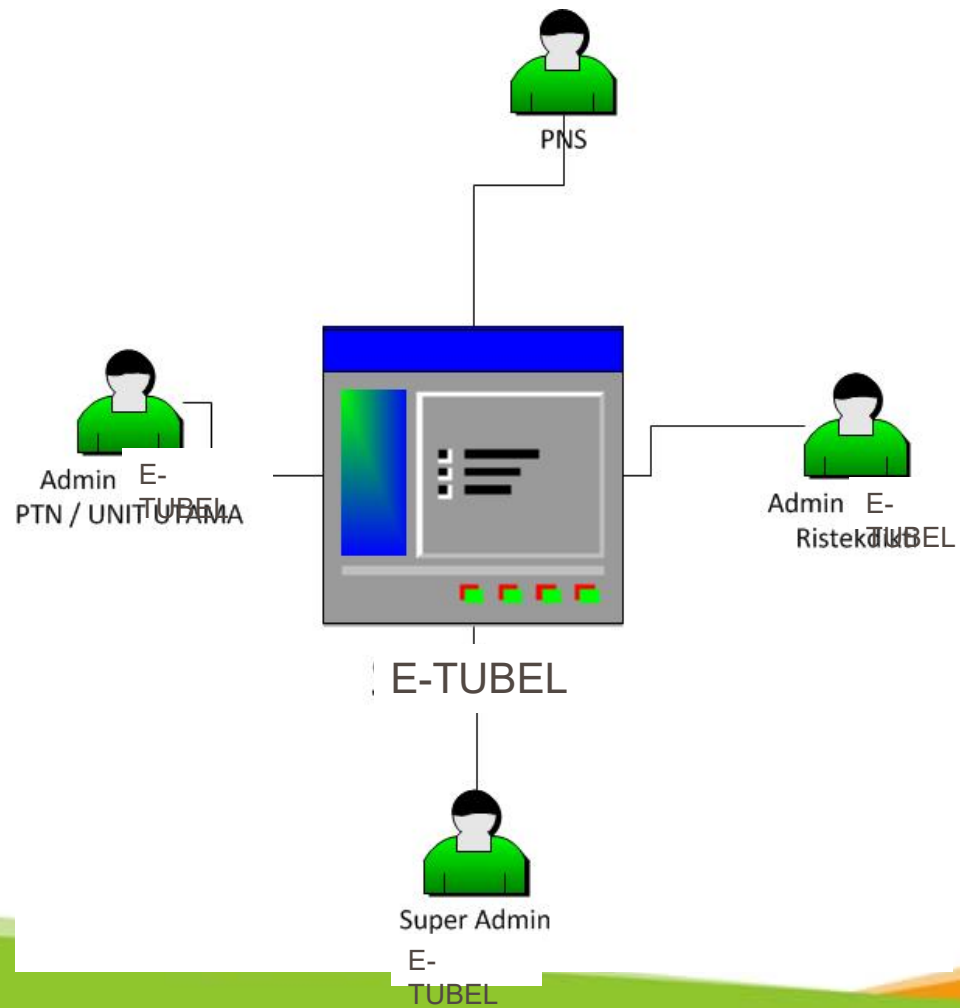 PNS
Admin E-
TUBEL
PTN / UNIT UTAMA
Admin E-
TUBEL
Ristekdikti
E-TUBEL
Super Admin
E-
TUBEL